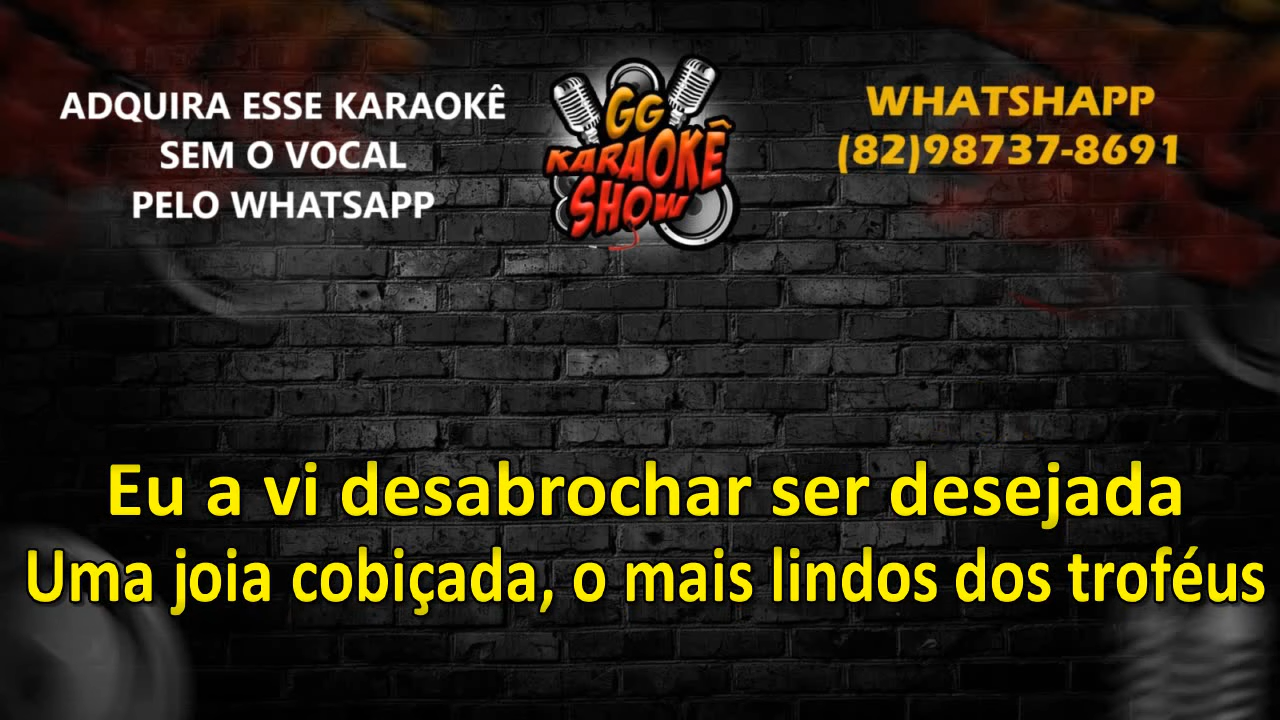 ADQUIRA ESSE KARAOKÊ
SEM O VOCAL
PELO WHATSAPP
GG
KARAOKÊ
SHOW
WHATSHAPP
(82)98737-8691
Eu a vi desabrochar ser desejada
Uma joia cobiçada, o mais lindos dos troféus